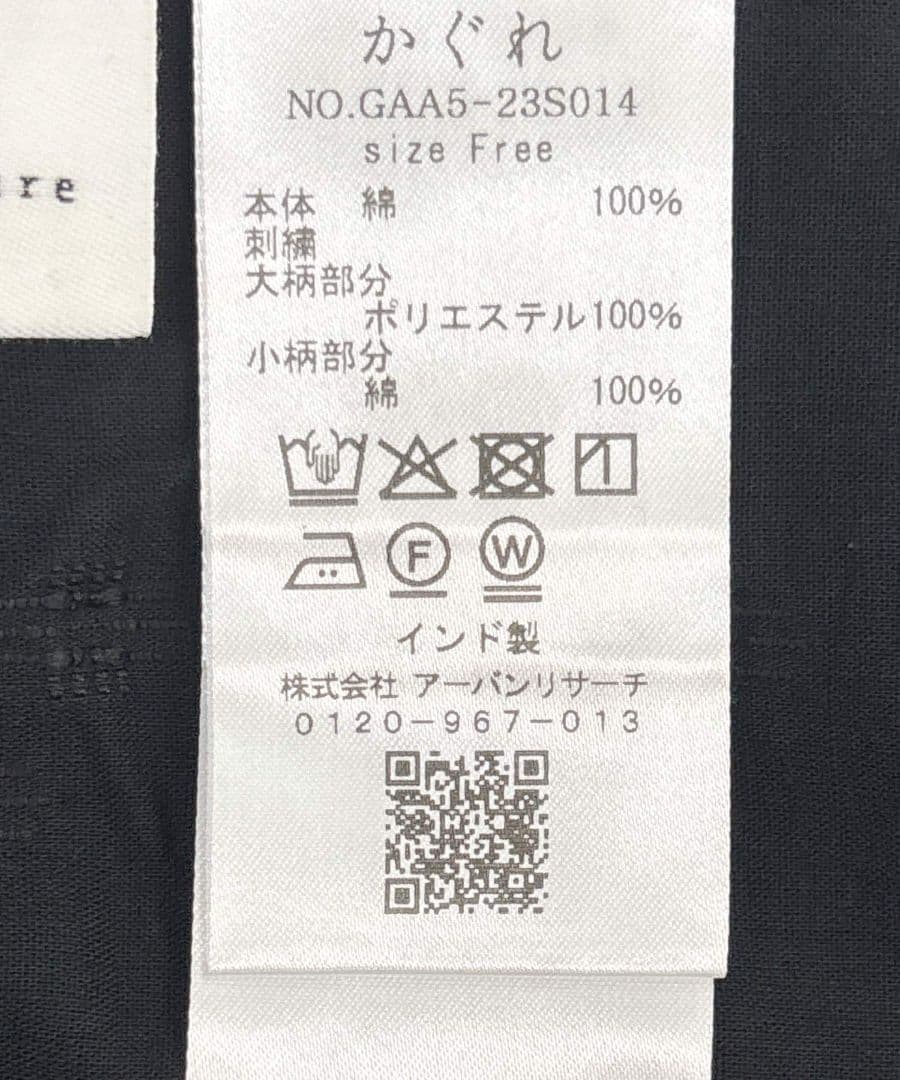 かぐれ
NO.GAA5-23S014
size Free
本体 綿 100%
刺繍
大柄部分
ポリエステル100%
小柄部分
綿 100%
F W
インド製
株式会社 アーバンリサーチ
0120-967-013
re